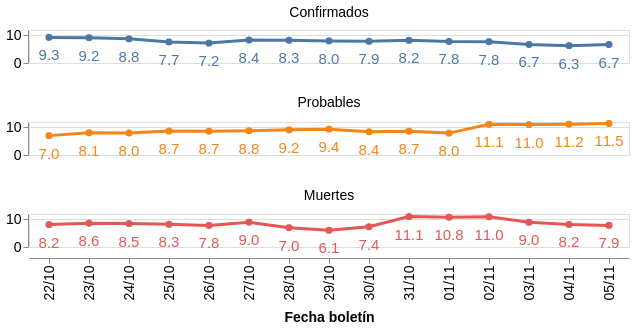 Confirmados
10
0
9.3 9.2 8.8 7.7 7.2 8.4 8.3 8.0 7.9 8.2 7.8 7.8 6.7 6.3 6.7
Probables
10
0
7.0 8.1 8.0 8.7 8.7 8.8 9.2 9.4 8.4 8.7 8.0 11.1 11.0 11.2 11.5
Muertes
10
0
8.2 8.6 8.5 8.3 7.8 9.0 7.0 6.1 7.4 11.1 10.8 11.0 9.0 8.2 7.9
22/10 23/10 24/10 25/10 26/10 27/10 28/10 29/10 30/10 31/10 01/11 02/11 03/11 04/11 05/11
Fecha boletín